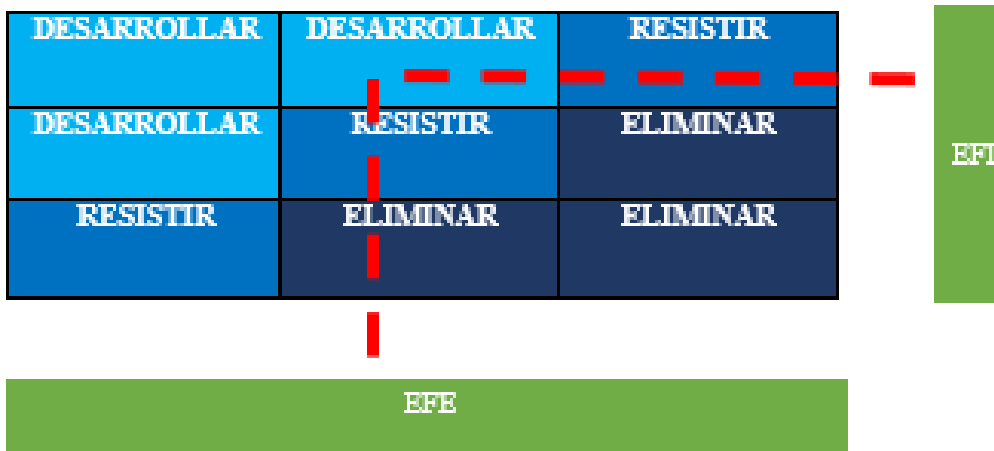 DESARROLLAR DESARROLLAR RESISTIR
DESARROLLAR RESISTIR ELIMINAR
RESISTIR ELIMINAR ELIMINAR
EFE